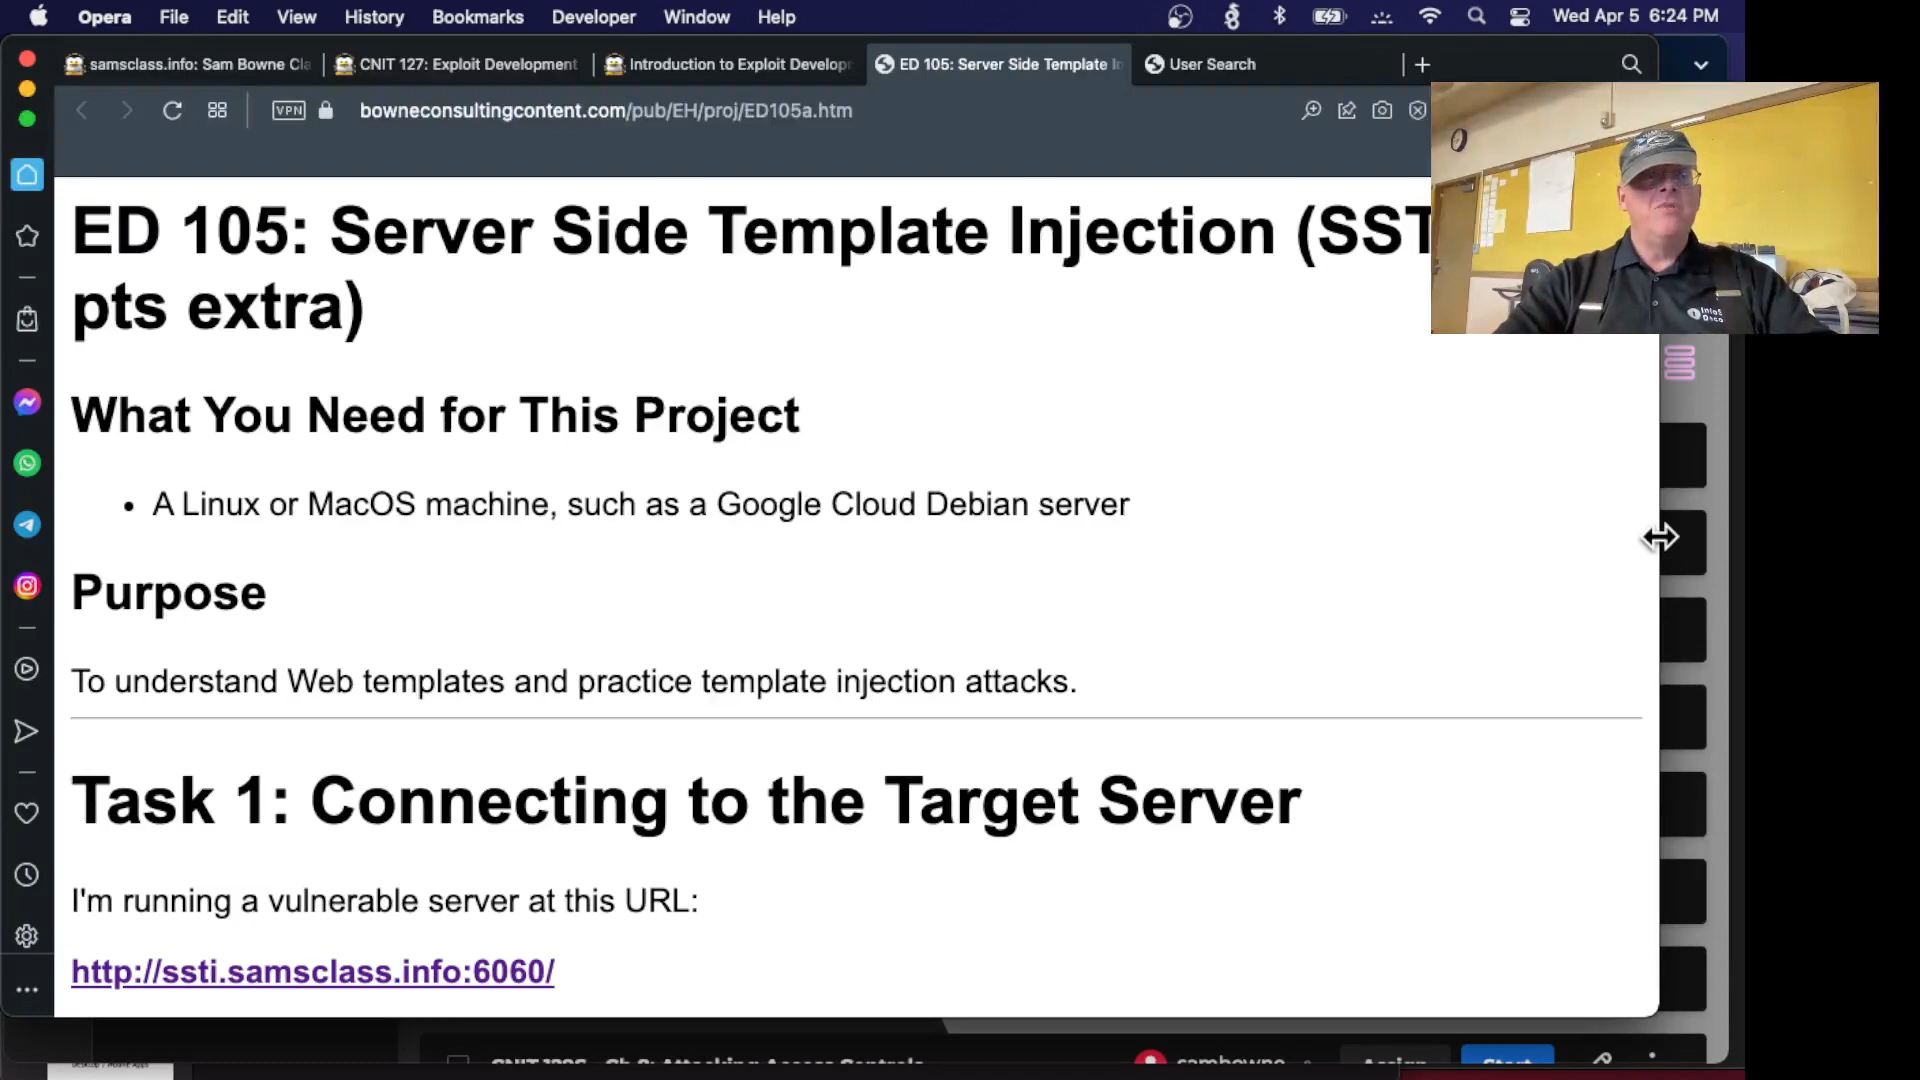 Opera File Edit View History Bookmarks Developer Window Help Wed Apr 5 6:24 PM
samsclass.info: Sam Bowne Cla CNIT 127: Exploit Development Introduction to Exploit Develop ED 105: Server Side Template In User Search
VPN bowneconsultingcontent.com/pub/EH/proj/ED105a.htm
ED 105: Server Side Template Injection (SST
pts extra)
What You Need for This Project
• A Linux or MacOS machine, such as a Google Cloud Debian server
Purpose
To understand Web templates and practice template injection attacks.
Task 1: Connecting to the Target Server
I'm running a vulnerable server at this URL:
http://ssti.samsclass.info:6060/
sambowne Assign Start